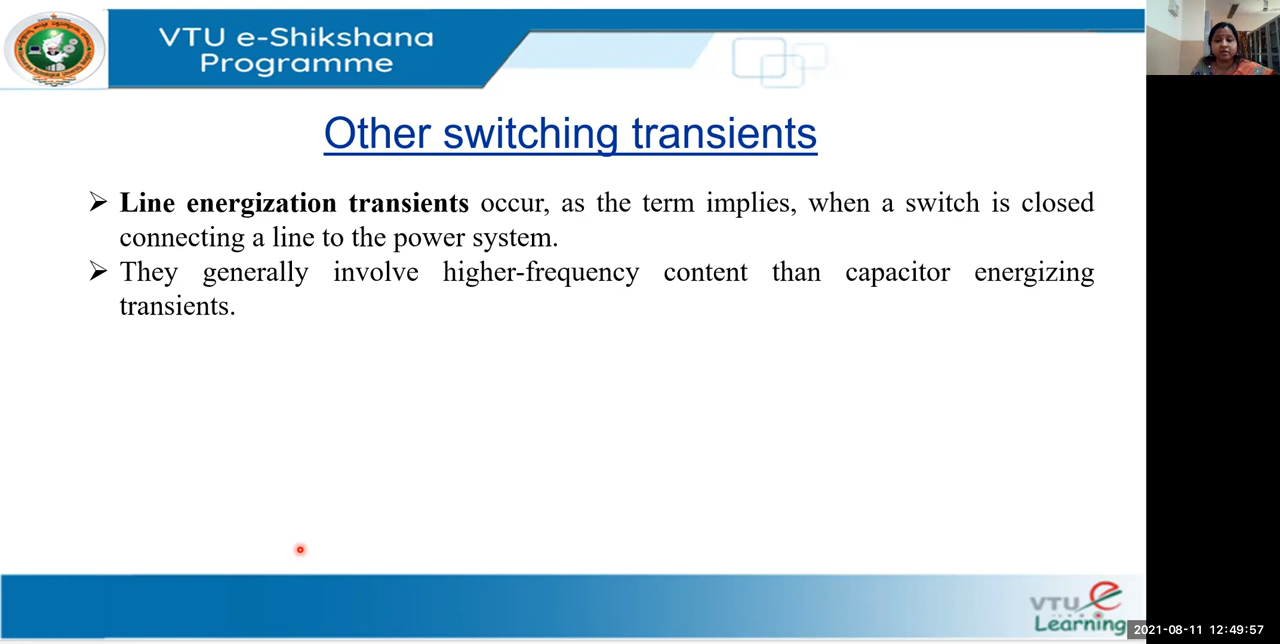 VTU e-Shikshana
Programme
Other switching transients
➢ Line energization transients occur, as the term implies, when a switch is closed
connecting a line to the power system.
➢ They generally involve higher-frequency content than capacitor energizing
transients.
VTU e
Learning
2021-08-11 12:49:57